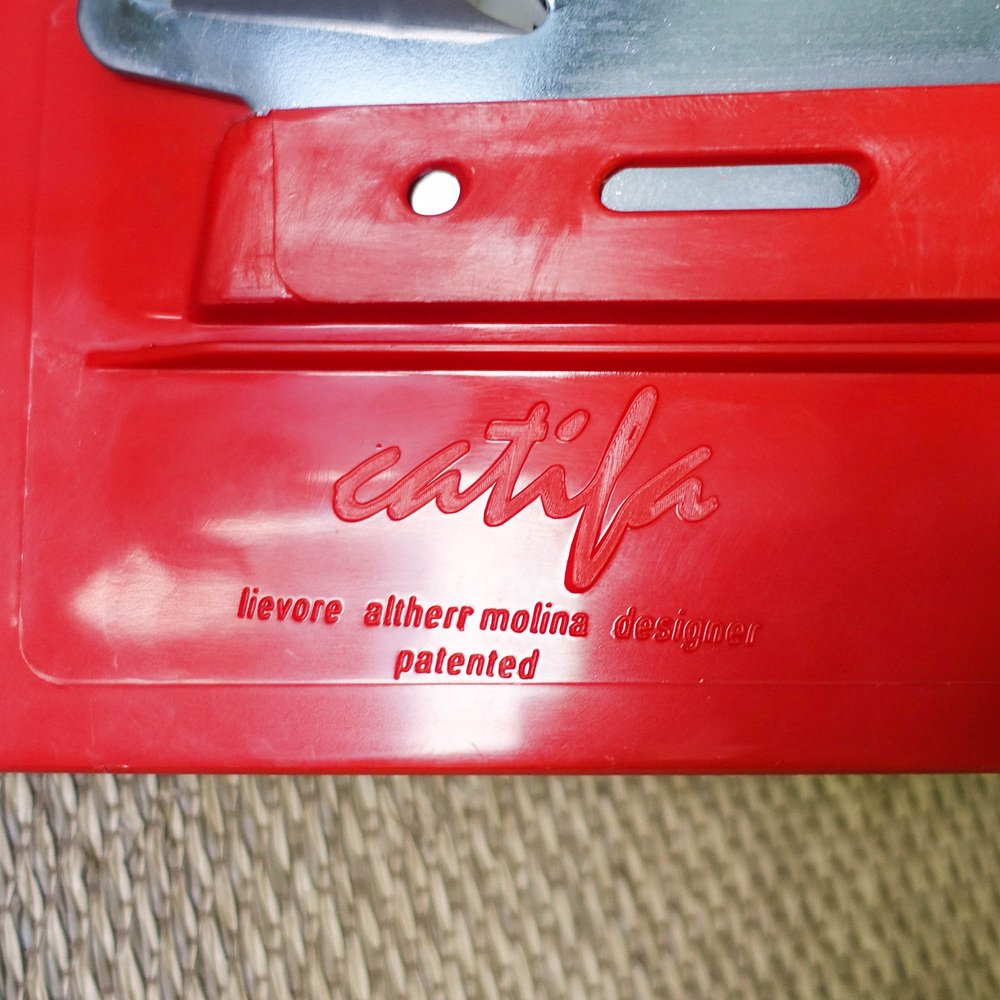 catifa
lievore altherr molina designer
patented